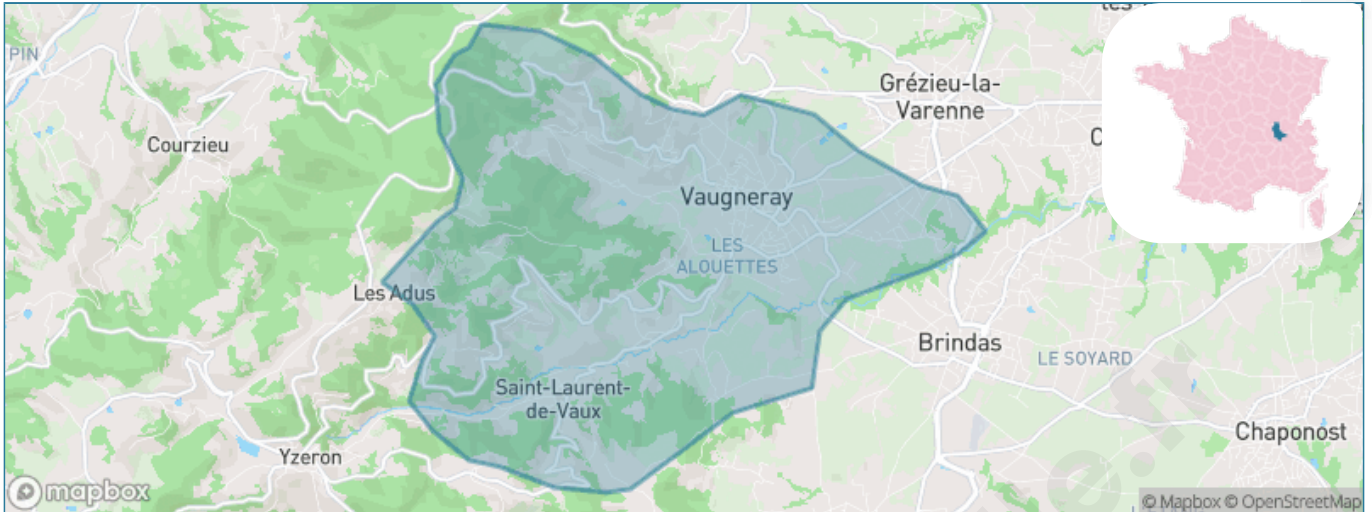 PIN
Courzieu
Grézieu-la-
Varenne
Vaugneray
LES
ALOUETTES
Les Adus
Brindas
LE SOYARD
Saint-Laurent-
de-Vaux
Yzeron
Chaponost
mapbox
© Mapbox © OpenStreetMap